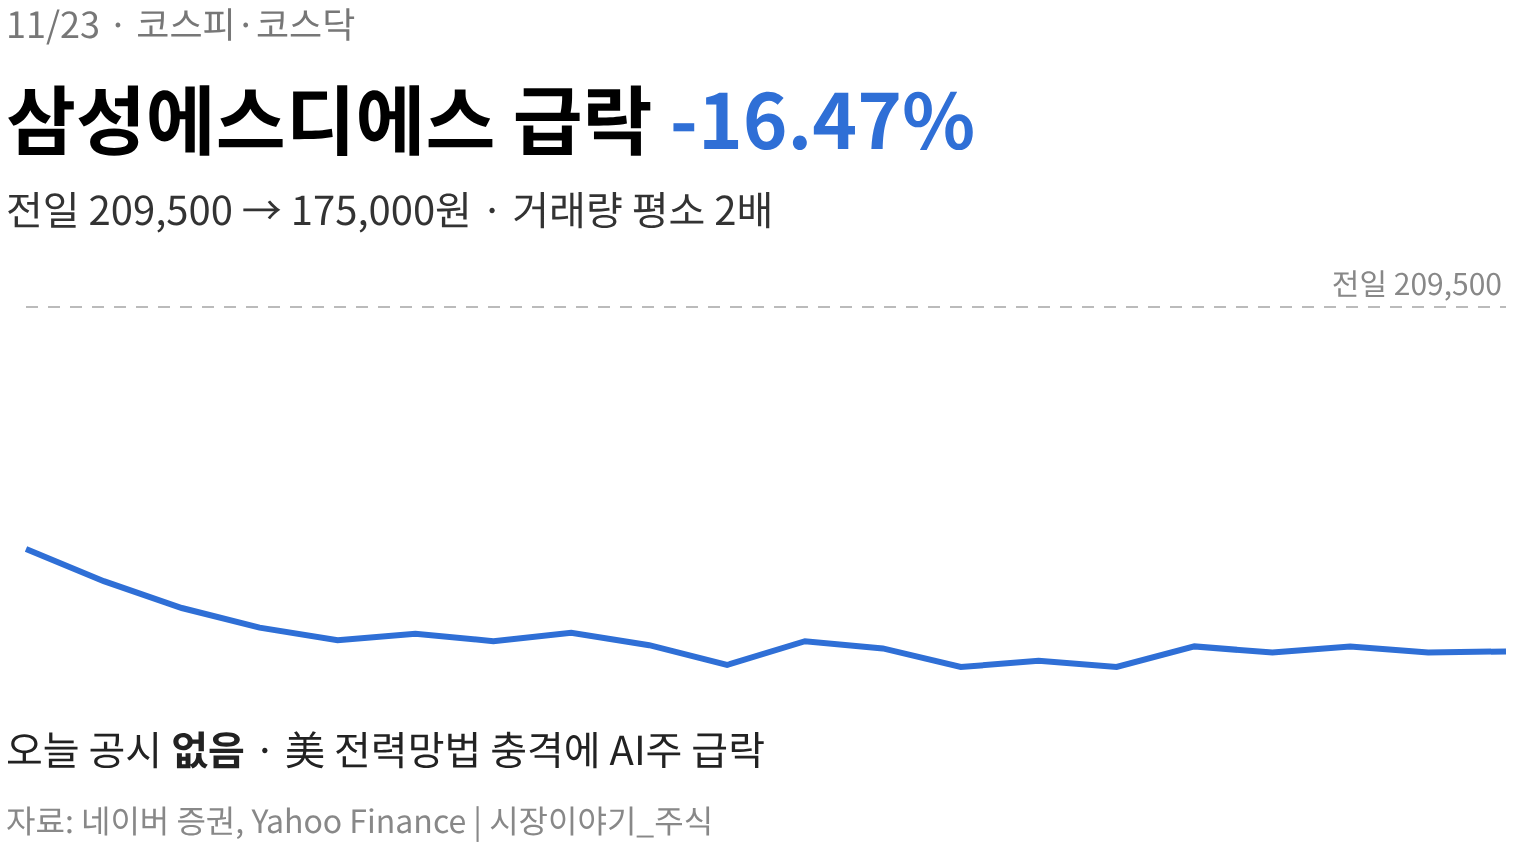 11/23 · 코스피·코스닥
삼성에스디에스 급락 -16.47%
전일 209,500 → 175,000원 · 거래량 평소 2배
전일 209,500
오늘 공시 없음 · 美 전력망법 충격에 AI주 급락
자료: 네이버 증권, Yahoo Finance | 시장이야기_주식